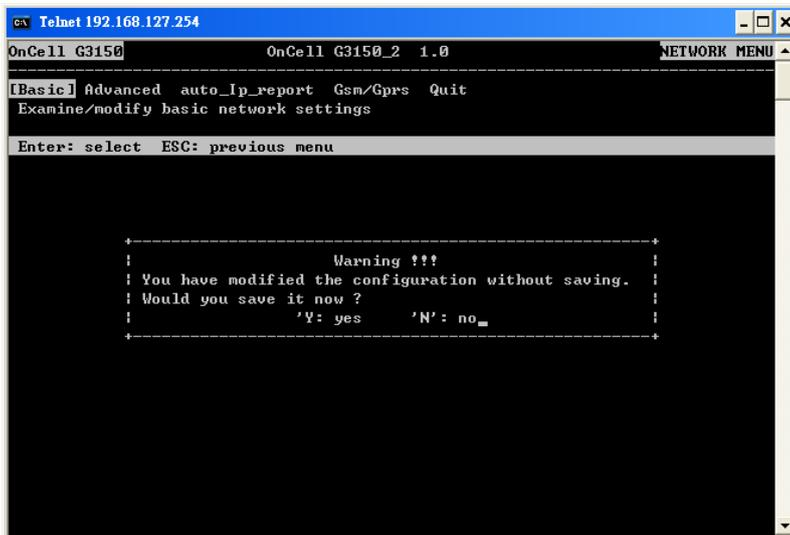 Telnet 192.168.127.254
OnCell G3150 OnCell G3150_2 1.0 NETWORK MENU
[Basic] Advanced auto_Ip_report Gsm/Gprs Quit
Examine/modify basic network settings
Enter: select ESC: previous menu
Warning !!!
You have modified the configuration without saving.
Would you save it now ?
'Y: yes 'N': no_